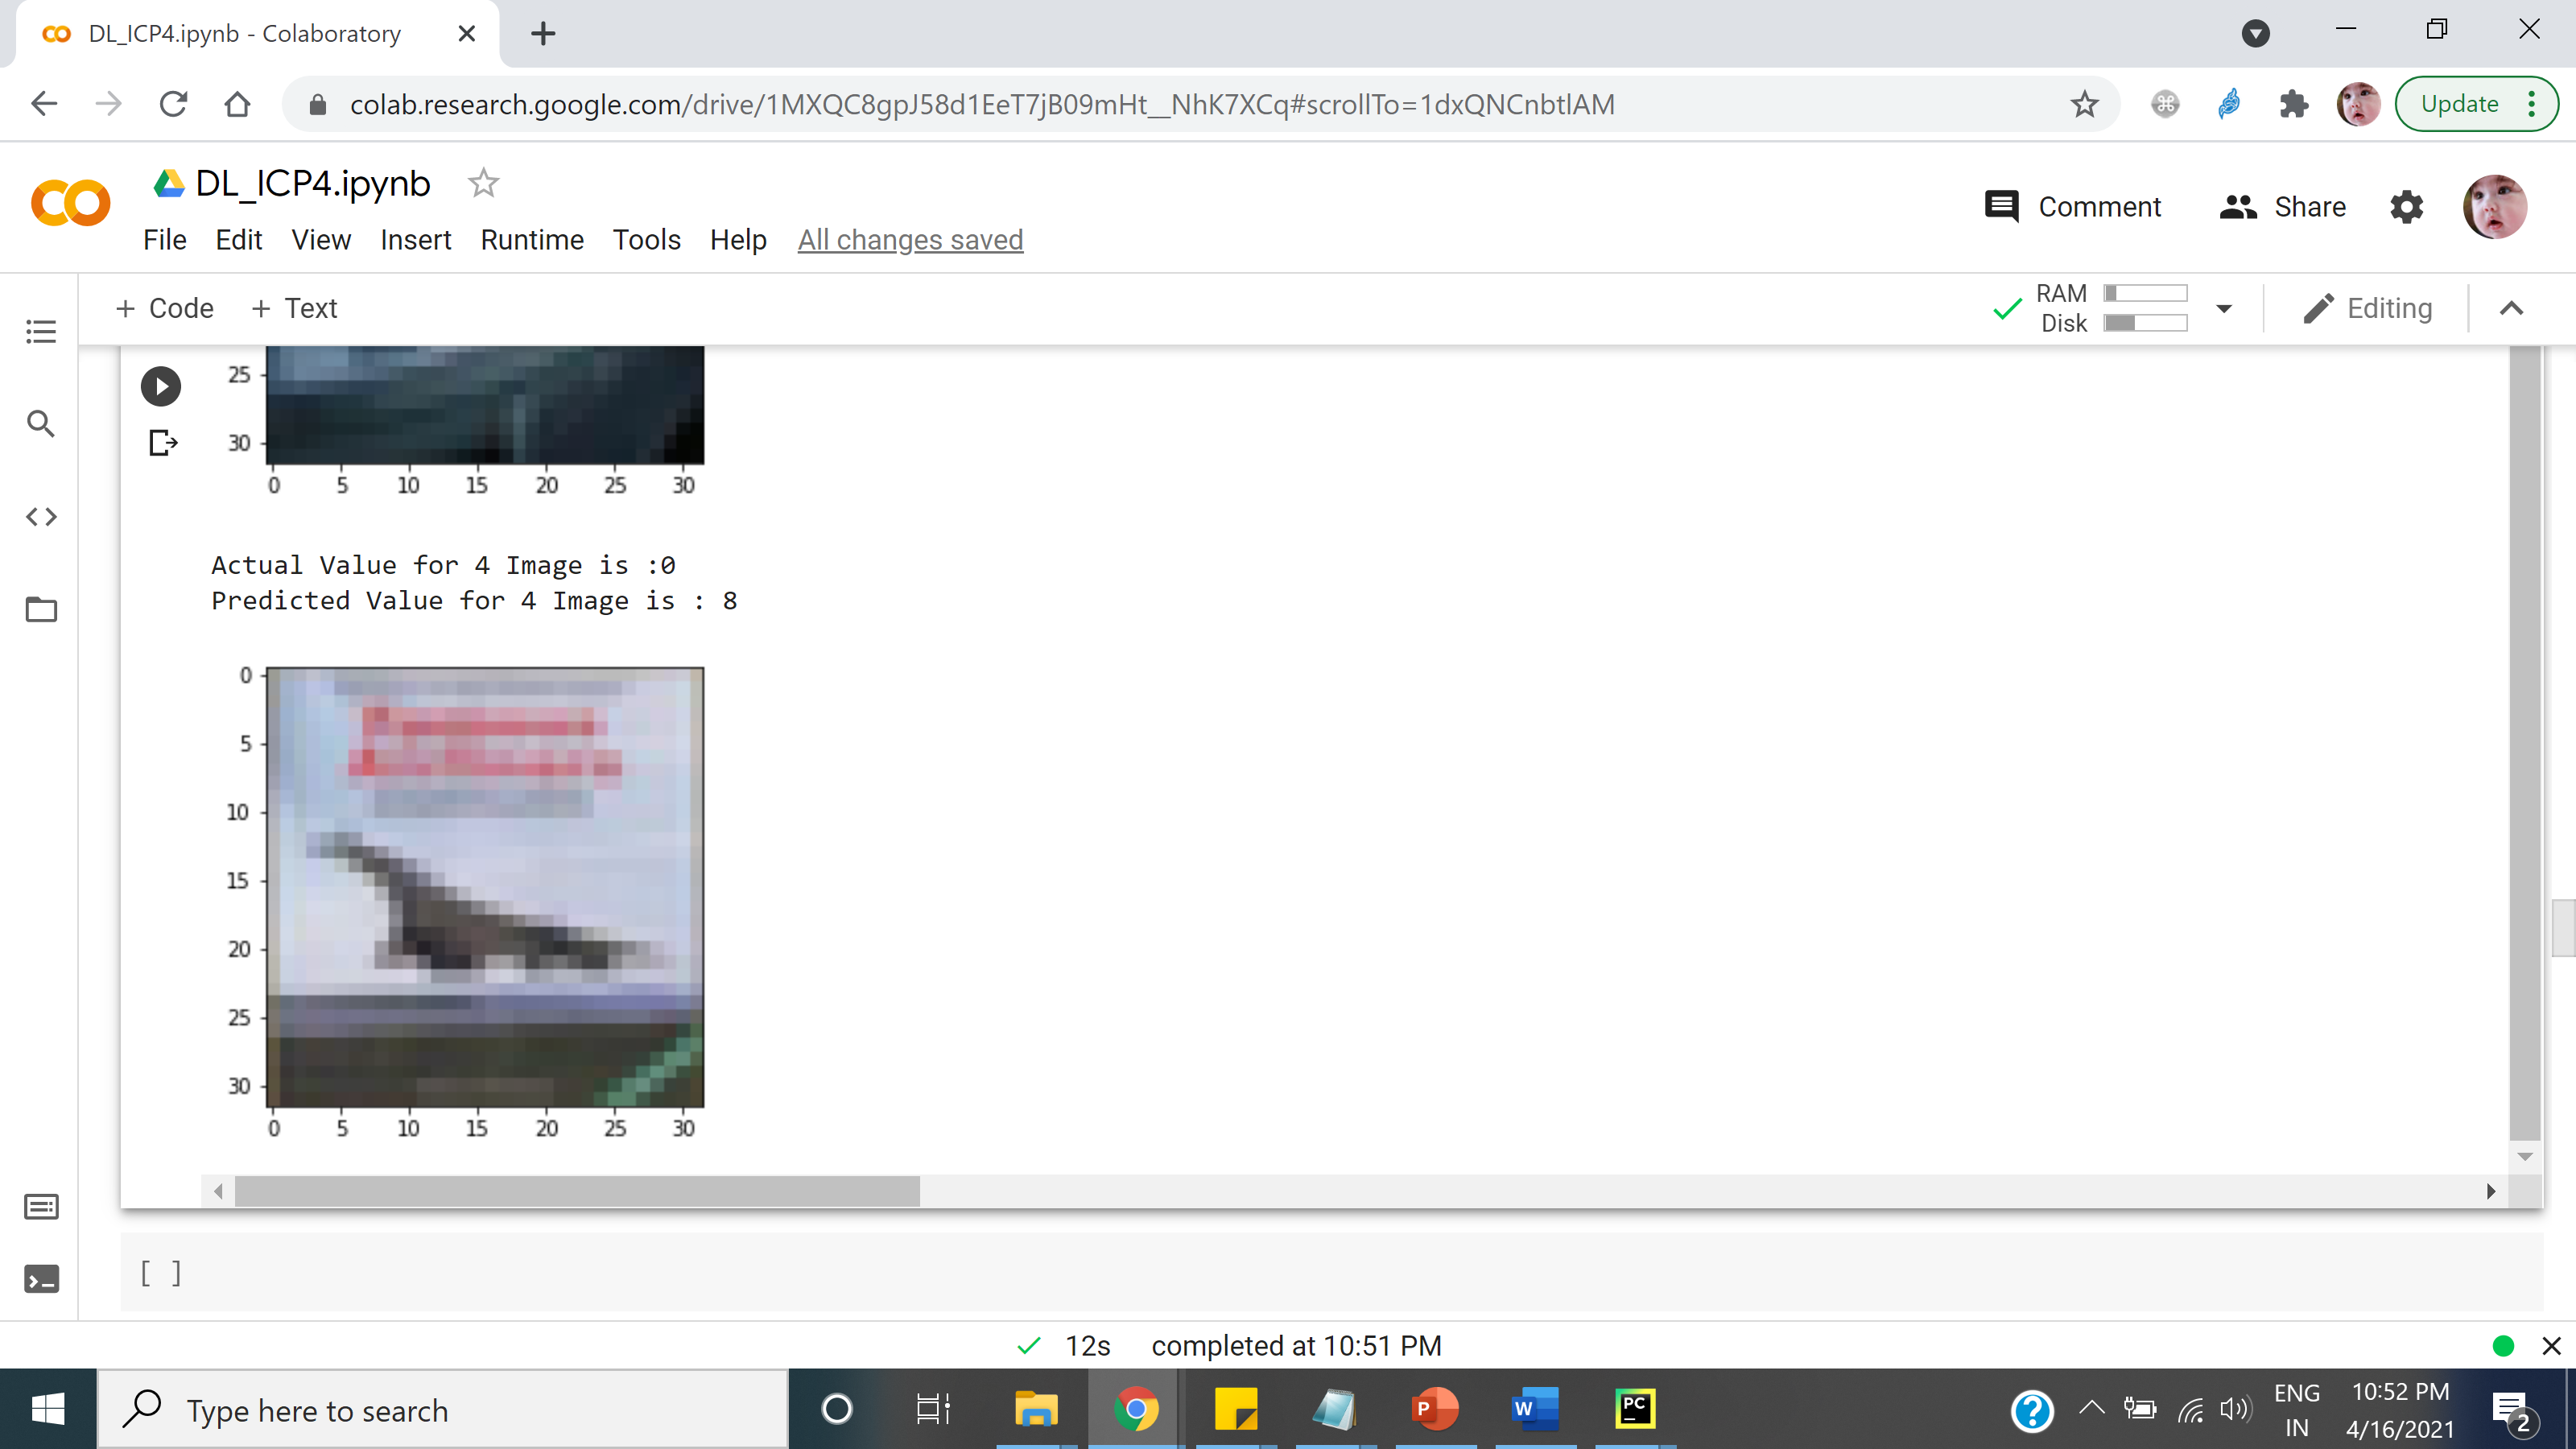 DL_ICP4.ipynb - Colaboratory
colab.research.google.com/drive/1MXQC8gpJ58d1EeT7jB09mHt__NhK7XCq#scrollTo=1dxQNCnbtlAM
Update
DL_ICP4.ipynb
Comment
Share
File Edit View Insert Runtime Tools Help All changes saved
+ Code + Text
RAM
Disk
Editing
25
30
0 5 10 15 20 25 30
Actual Value for 4 Image is :0
Predicted Value for 4 Image is : 8
0
5
10
15
20
25
30
0 5 10 15 20 25 30
[ ]
12s completed at 10:51 PM
Type here to search
P
W
PC
ENG
IN
10:52 PM
4/16/2021
2